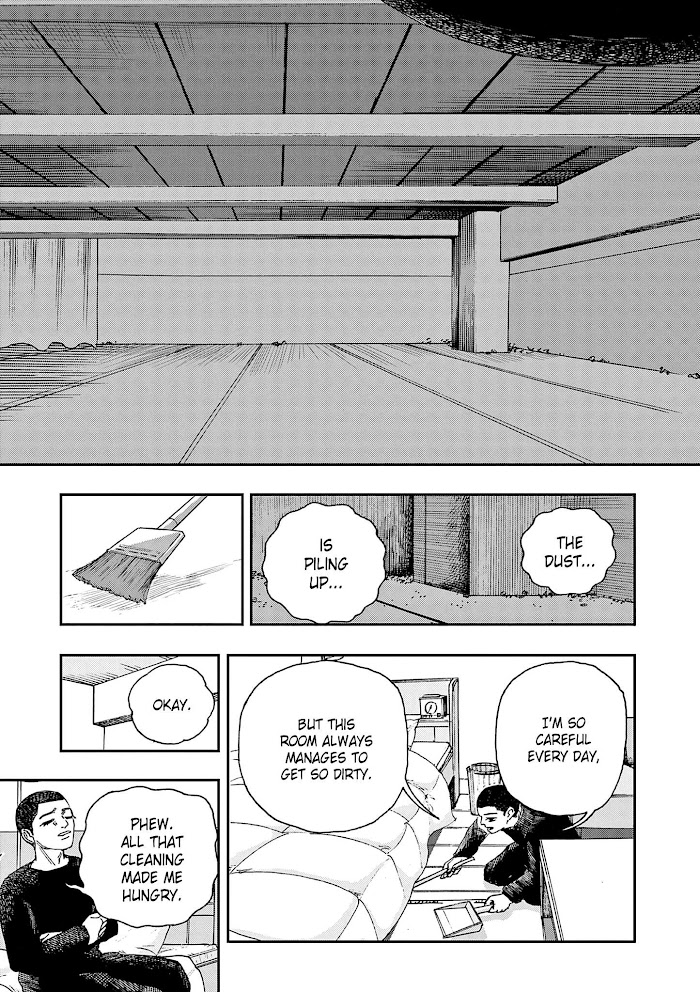 THE
DUST...
IS
PILING
UP...
I'M SO
CAREFUL
EVERY DAY,
BUT THIS
ROOM ALWAYS
MANAGES TO
GET SO DIRTY.
OKAY.
PHEW.
ALL THAT
CLEANING
MADE ME
HUNGRY.